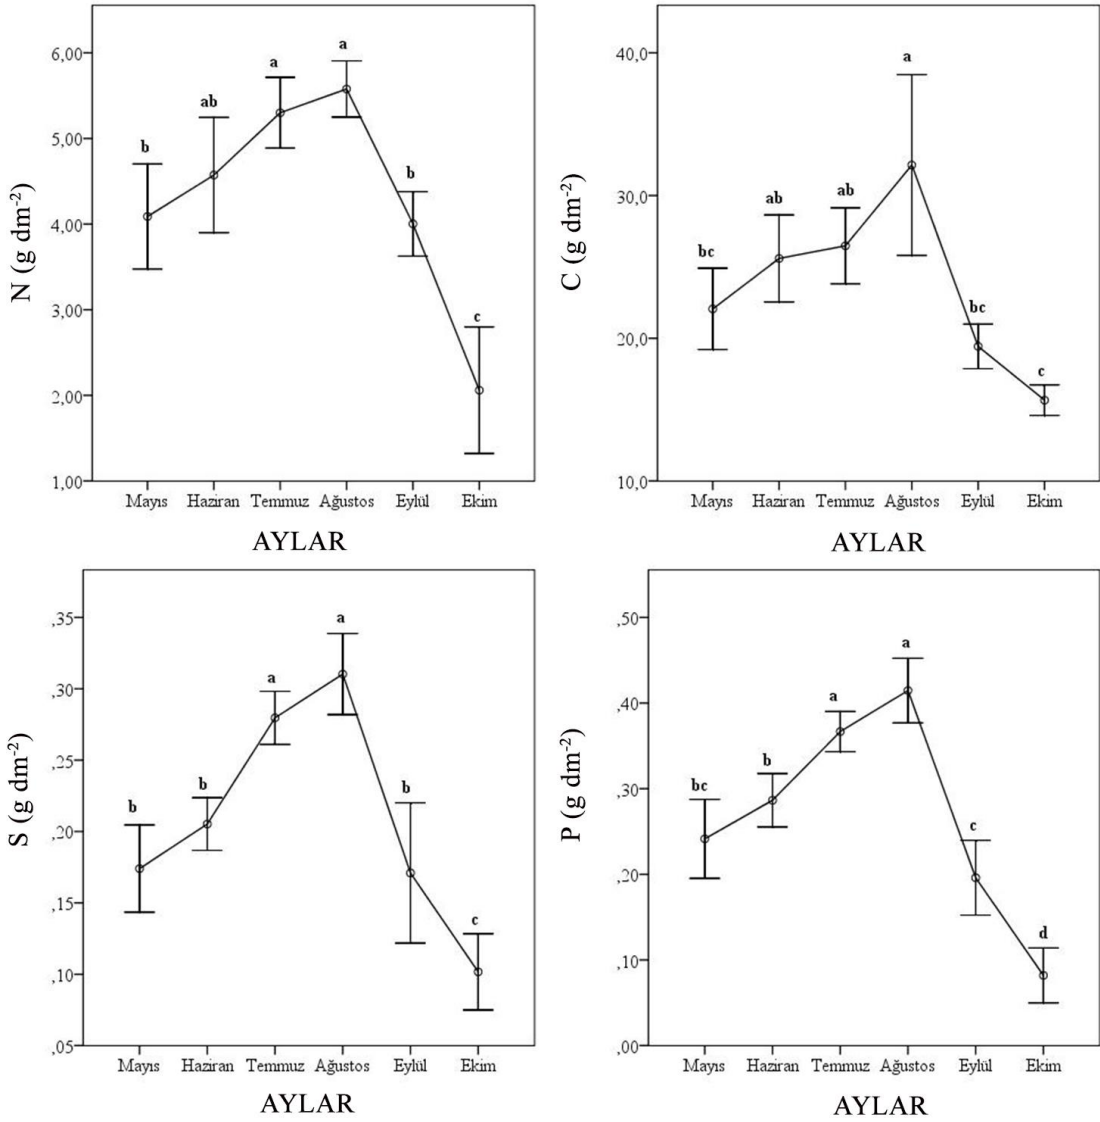 6,00
5,00
4,00
3,00
2,00
1,00
N (g dm-2)
b
ab
a
a
b
c
Mayıs Haziran Temmuz Ağustos Eylül Ekim
AYLAR
40,0
30,0
20,0
10,0
C (g dm-2)
bc
ab
ab
a
bc
c
Mayıs Haziran Temmuz Ağustos Eylül Ekim
AYLAR
,35
,30
,25
,20
,15
,10
,05
S (g dm-2)
b
b
a
a
b
c
Mayıs Haziran Temmuz Ağustos Eylül Ekim
AYLAR
,50
,40
,30
,20
,10
,00
P (g dm-2)
bc
b
a
a
c
d
Mayıs Haziran Temmuz Ağustos Eylül Ekim
AYLAR